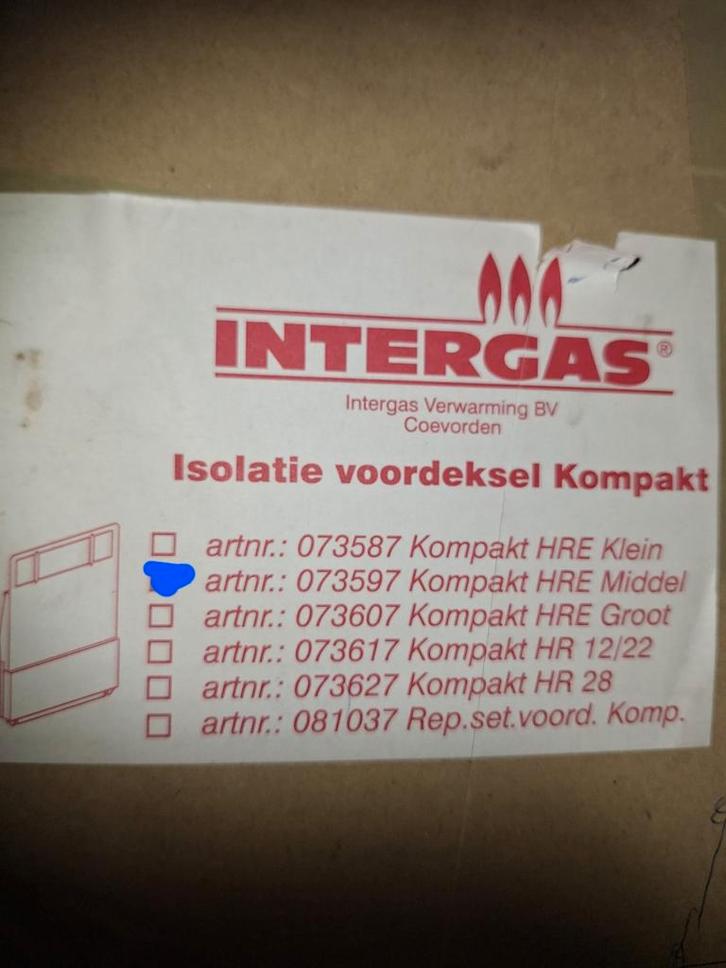 INTERGAS®
Intergas Verwarming BV
Coevorden
Isolatie voordeksel Kompakt
artnr.: 073587 Kompakt HRE Klein
artnr.: 073597 Kompakt HRE Middel
artnr.: 073607 Kompakt HRE Groot
artnr.: 073617 Kompakt HR 12/22
artnr.: 073627 Kompakt HR 28
artnr.: 081037 Rep.set.voord. Komp.